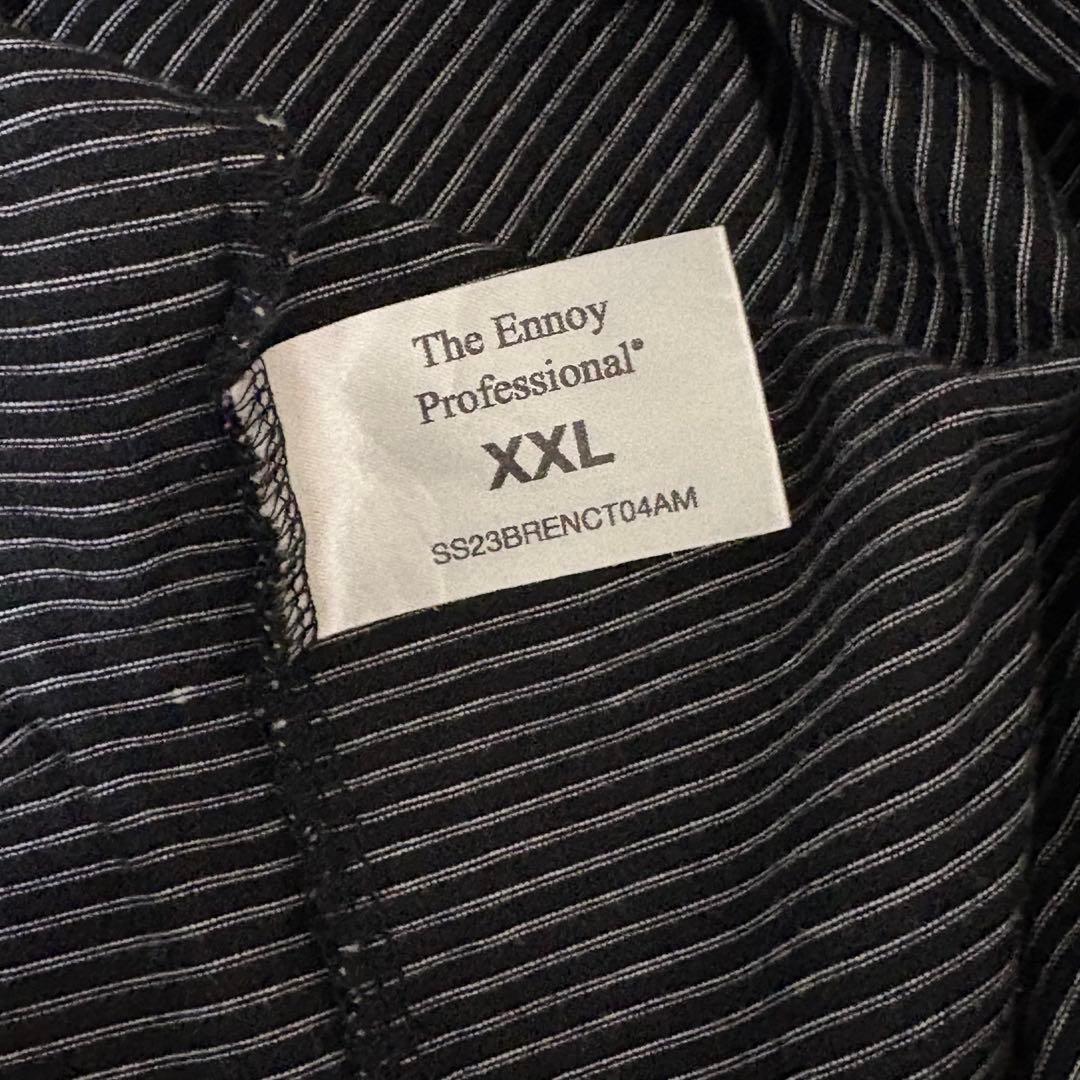 The Ennoy
Professional®
XXL
SS23BRENCT04AM